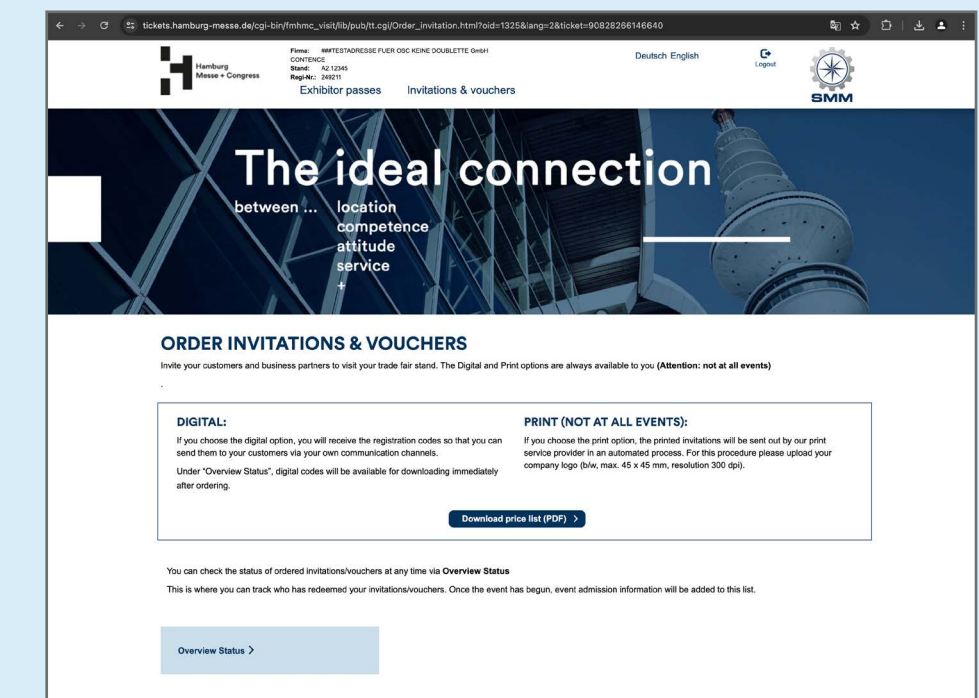 tickets.hamburg-messe.de/cgi-bin/fmhmc_visit/lib/pub/tt.cgi/Order_invitation.html?oid=1325&lang=2&ticket=90828266146640
Hamburg
Messe + Congress
Firma: ###TESTADRESSE FUER OSC KEINE DOUBLETTE GmbH
CONTENCE
Stand: A2.12345
Regi-Nr.: 249211
Exhibitor passes Invitations & vouchers
Deutsch English
Logout
SMM
The ideal connection
between ... location
competence
attitude
service
+
ORDER INVITATIONS & VOUCHERS
Invite your customers and business partners to visit your trade fair stand. The Digital and Print options are always available to you (Attention: not at all events)
.
DIGITAL:
If you choose the digital option, you will receive the registration codes so that you can
send them to your customers via your own communication channels.
Under "Overview Status", digital codes will be available for downloading immediately
after ordering.
PRINT (NOT AT ALL EVENTS):
If you choose the print option, the printed invitations will be sent out by our print
service provider in an automated process. For this procedure please upload your
company logo (b/w, max. 45 x 45 mm, resolution 300 dpi).
Download price list (PDF) >
You can check the status of ordered invitations/vouchers at any time via Overview Status
This is where you can track who has redeemed your invitations/vouchers. Once the event has begun, event admission information will be added to this list.
Overview Status >